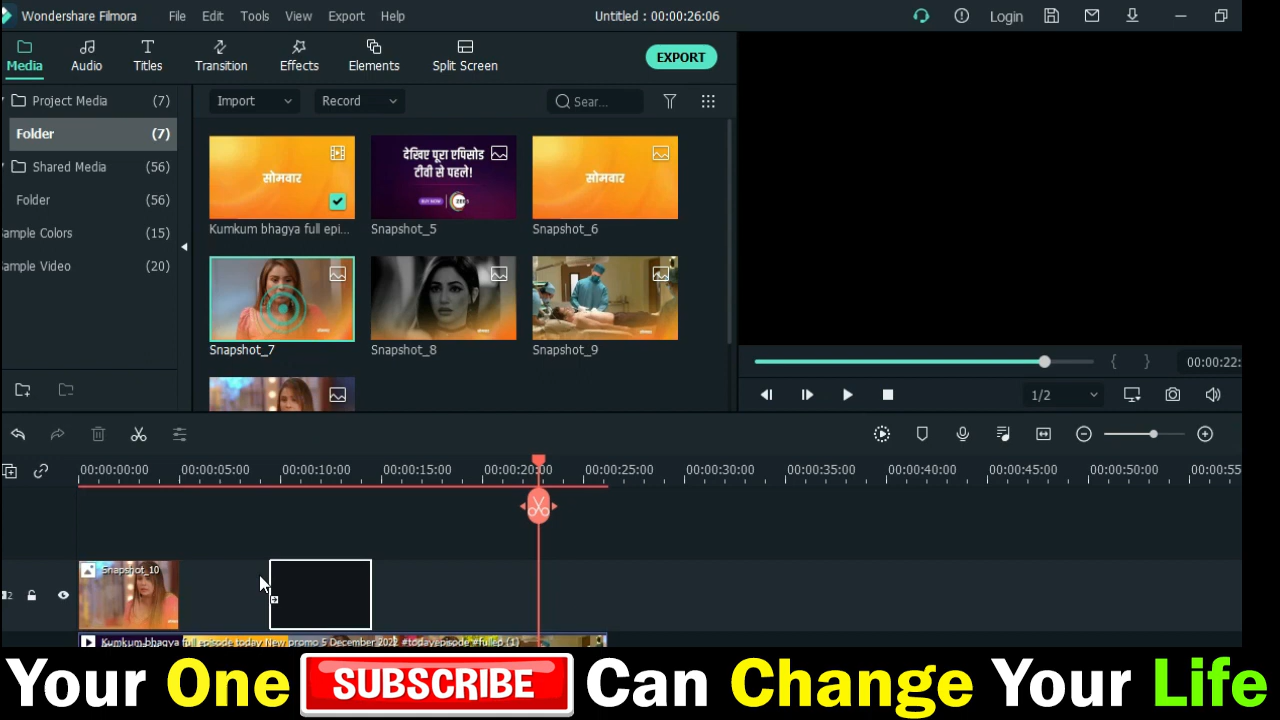 Wondershare Filmora File Edit Tools View Export Help Untitled : 00:00:26:06 Login
Media Audio Titles Transition Effects Elements Split Screen EXPORT
Project Media (7) Import Record Sear...
Folder (7)
Shared Media (56)
Folder (56)
ample Colors (15)
ample Video (20)
सोमवार
देखिए पूरा एपिसोड
टीवी से पहले!
सोमवार
Kumkum bhagya full epi... Snapshot_5 Snapshot_6
Snapshot_7 Snapshot_8 Snapshot_9
00:00:22:
1/2
00:00:00:00 00:00:05:00 00:00:10:00 00:00:15:00 00:00:20:00 00:00:25:00 00:00:30:00 00:00:35:00 00:00:40:00 00:00:45:00 00:00:50:00 00:00:55
Snapshot_10
2
Kumkum bhagya full episode today New promo 5 December 2022 #todayepisode #fullep (1)
Your One SUBSCRIBE Can Change Your Life